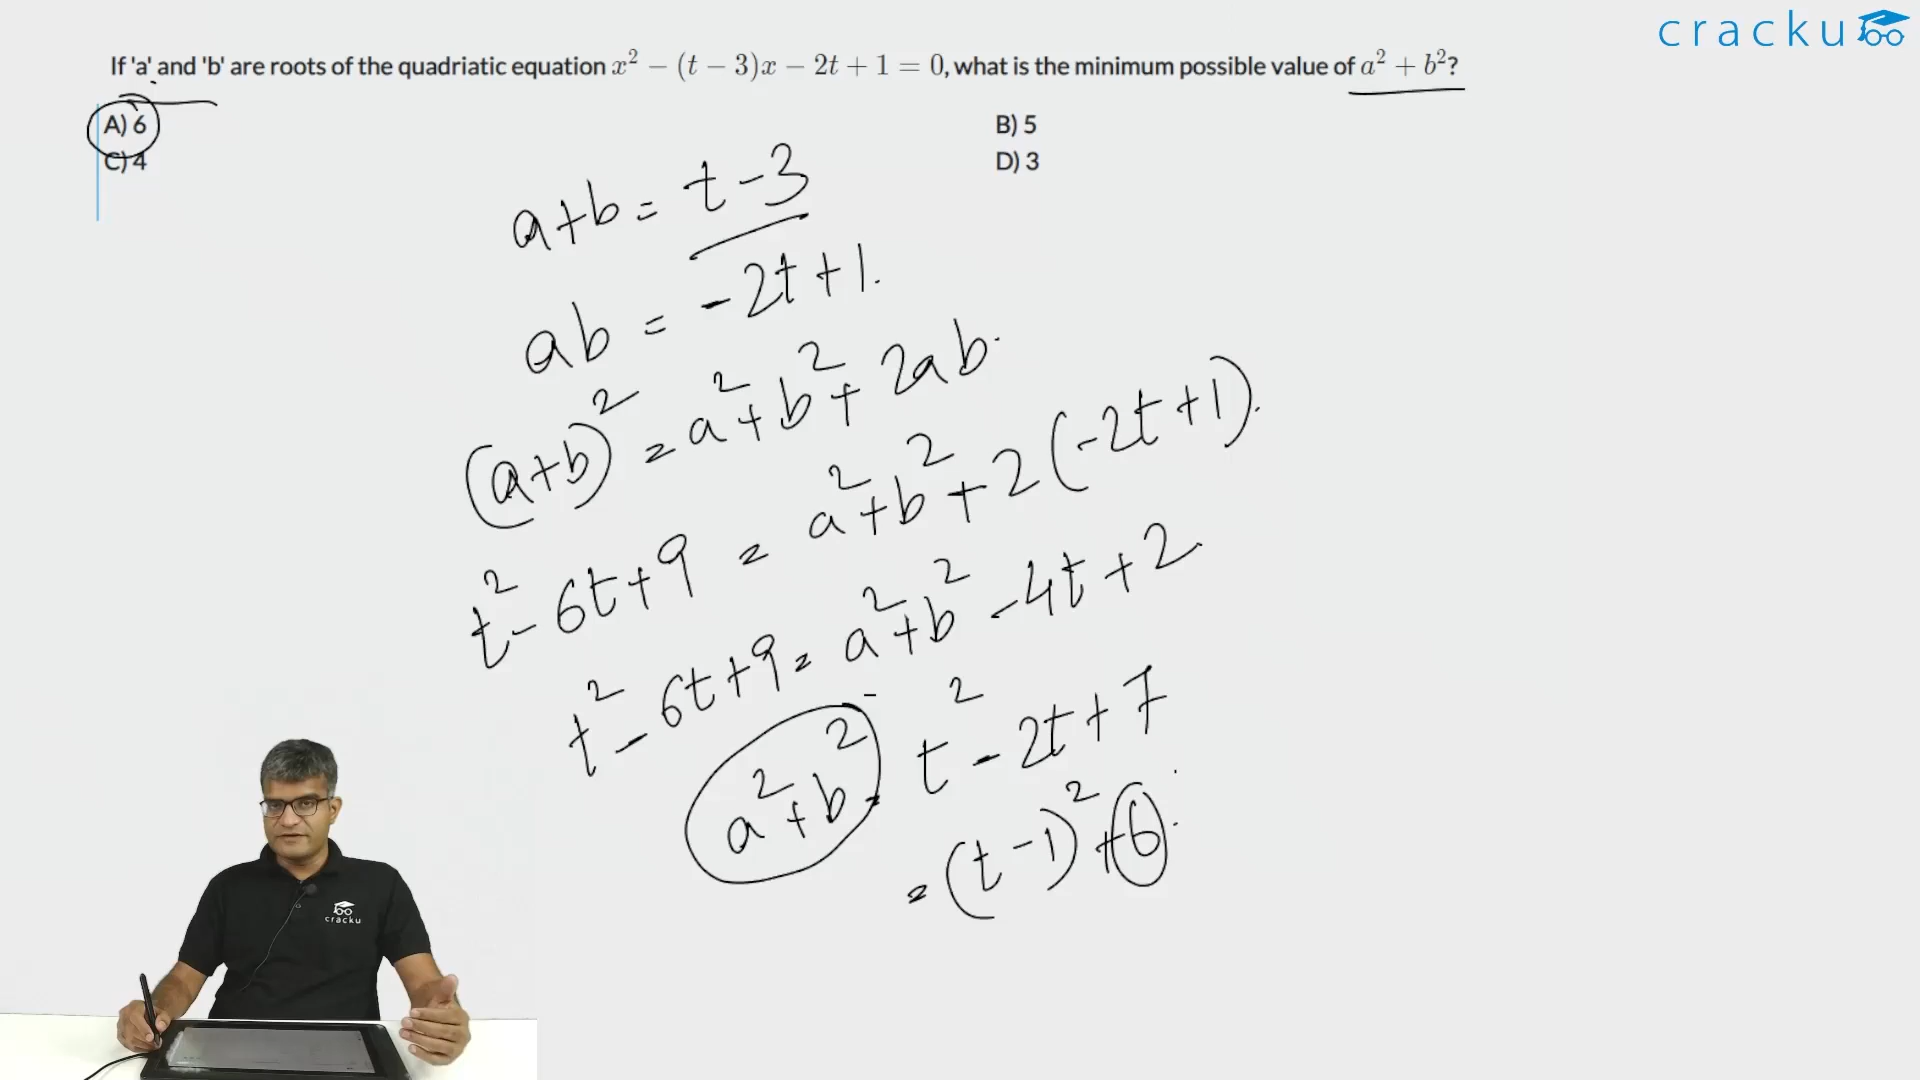 cracku
If 'a' and 'b' are roots of the quadriatic equation x² − (t − 3)x − 2t + 1 = 0, what is the minimum possible value of a² + b²?
A) 6
B) 5
C) 4
D) 3
a+b = t-3
ab = -2t+1.
(a+b)² = a²+b²+2ab.
t²-6t+9 = a²+b²+2(-2t+1).
t²-6t+9 = a²+b²-4t+2.
a²+b² = t²-2t+7
= (t-1)²+6.
cracku